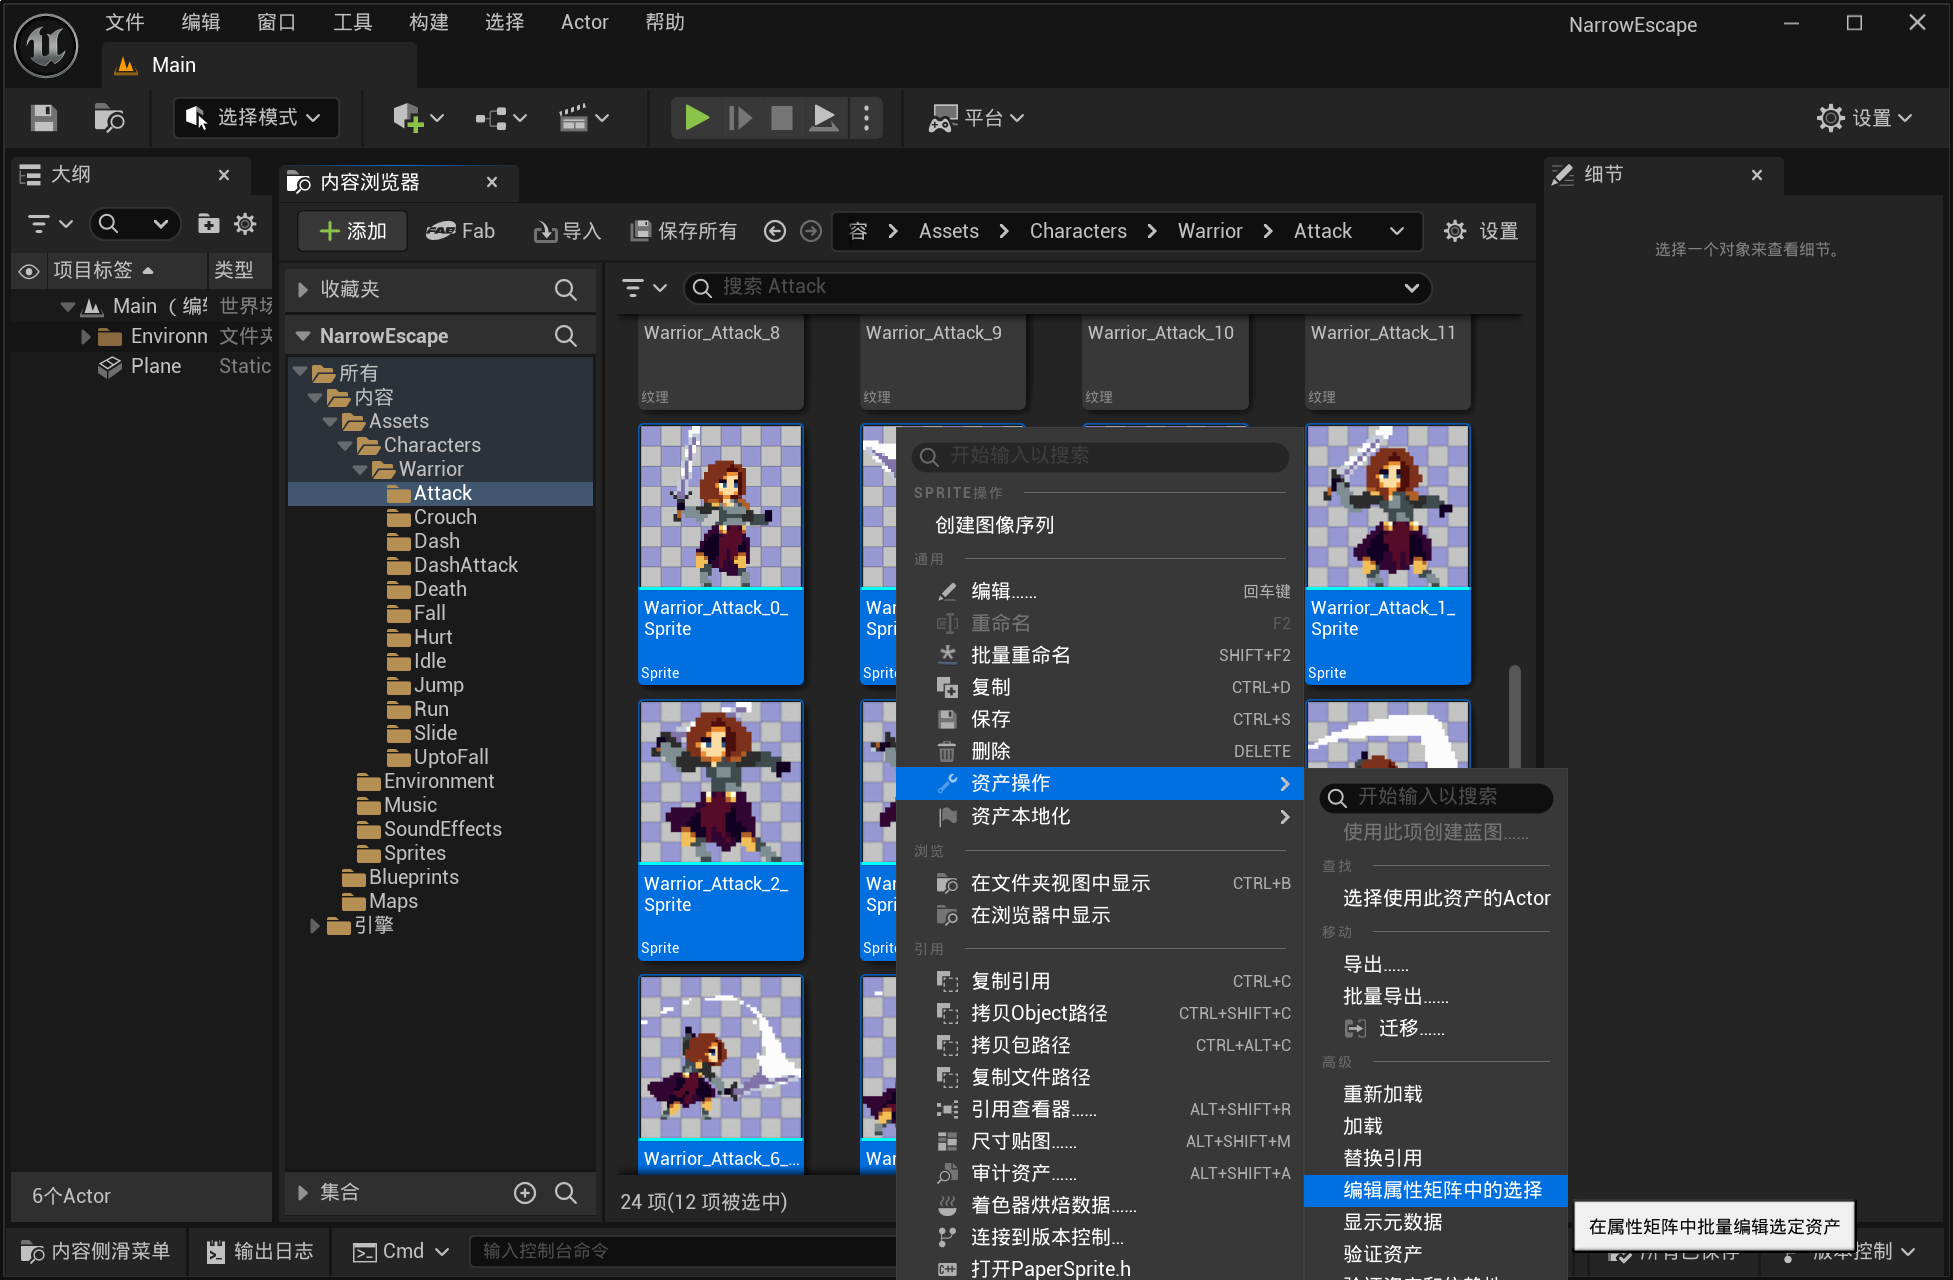 文件 编辑 窗口 工具 构建 选择 Actor 帮助
NarrowEscape
Main
选择模式
平台
设置
大纲
内容浏览器
细节
添加
Fab
导入
保存所有
容 Assets Characters Warrior Attack
设置
选择一个对象来查看细节。
项目标签 类型
Main（编辑 世界场
Environm 文件夹
Plane Static
收藏夹
搜索 Attack
NarrowEscape
所有
内容
Assets
Characters
Warrior
Attack
Crouch
Dash
DashAttack
Death
Fall
Hurt
Idle
Jump
Run
Slide
UptoFall
Environment
Music
SoundEffects
Sprites
Blueprints
Maps
引擎
集合
Warrior_Attack_8
纹理
Warrior_Attack_9
纹理
Warrior_Attack_10
纹理
Warrior_Attack_11
纹理
Warrior_Attack_0_
Sprite
Sprite
War
Spri
Sprite
Warrior_Attack_1_
Sprite
Sprite
Warrior_Attack_2_
Sprite
Sprite
War
Spri
Sprite
Warrior_Attack_6_...
War
24 项(12 项被选中)
开始输入以搜索
SPRITE操作
创建图像序列
通用
编辑…… 回车键
重命名 F2
批量重命名 SHIFT+F2
复制 CTRL+D
保存 CTRL+S
删除 DELETE
资产操作
资产本地化
浏览
在文件夹视图中显示 CTRL+B
在浏览器中显示
引用
复制引用 CTRL+C
拷贝Object路径 CTRL+SHIFT+C
拷贝包路径 CTRL+ALT+C
复制文件路径
引用查看器…… ALT+SHIFT+R
尺寸贴图…… ALT+SHIFT+M
审计资产…… ALT+SHIFT+A
着色器烘焙数据……
连接到版本控制...
打开PaperSprite.h
开始输入以搜索
使用此项创建蓝图……
查找
选择使用此资产的Actor
移动
导出……
批量导出……
迁移……
高级
重新加载
加载
替换引用
编辑属性矩阵中的选择
显示元数据
验证资产
在属性矩阵中批量编辑选定资产
6个Actor
内容侧滑菜单
输出日志
Cmd
输入控制台命令
所有已保存
版本控制